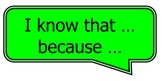 I know that …
because …